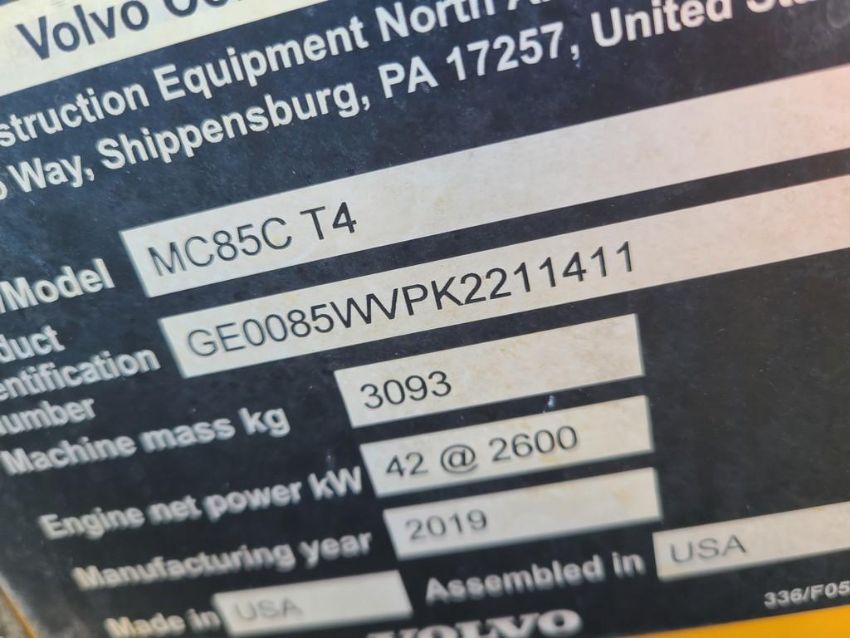 Volvo Co
struction Equipment North A
Way, Shippensburg, PA 17257, United Sta
/Model MC85C T4
duct
entification
umber GE0085WVPK2211411
Machine mass kg 3093
Engine net power kW 42 @ 2600
Manufacturing year 2019
Made in USA Assembled in USA
336/F05
VOLVO